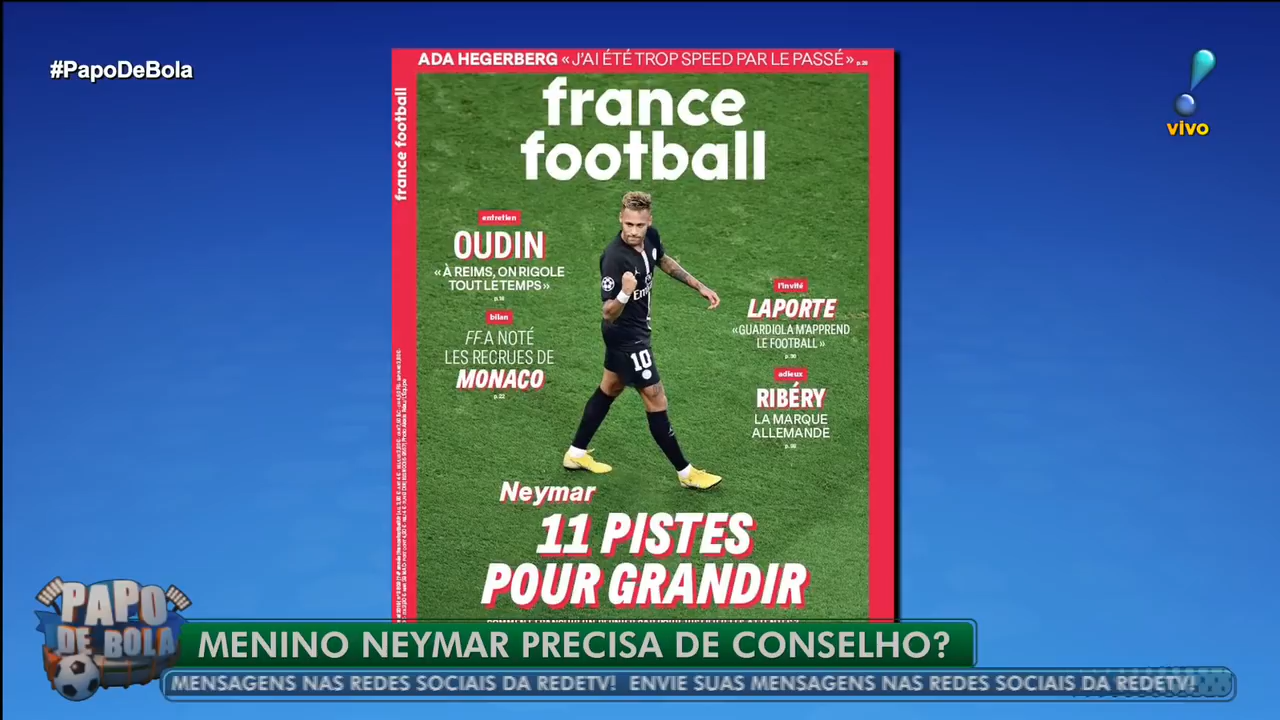 #PapoDeBola
vivo
ADA HEGERBERG «J'AI ÉTÉ TROP SPEED PAR LE PASSÉ» p.26
france football
france
football
entretien
OUDIN
«À REIMS, ON RIGOLE
TOUT LE TEMPS»
bilan
FF A NOTÉ
LES RECRUES DE
MONACO
p.22
l'invité
LAPORTE
«GUARDIOLA M'APPREND
LE FOOTBALL»
adieux
RIBÉRY
LA MARQUE
ALLEMANDE
Neymar
11 PISTES
POUR GRANDIR
PAPO
DE BOLA
MENINO NEYMAR PRECISA DE CONSELHO?
MENSAGENS NAS REDES SOCIAIS DA REDETV! ENVIE SUAS MENSAGENS NAS REDES SOCIAIS DA REDETV!